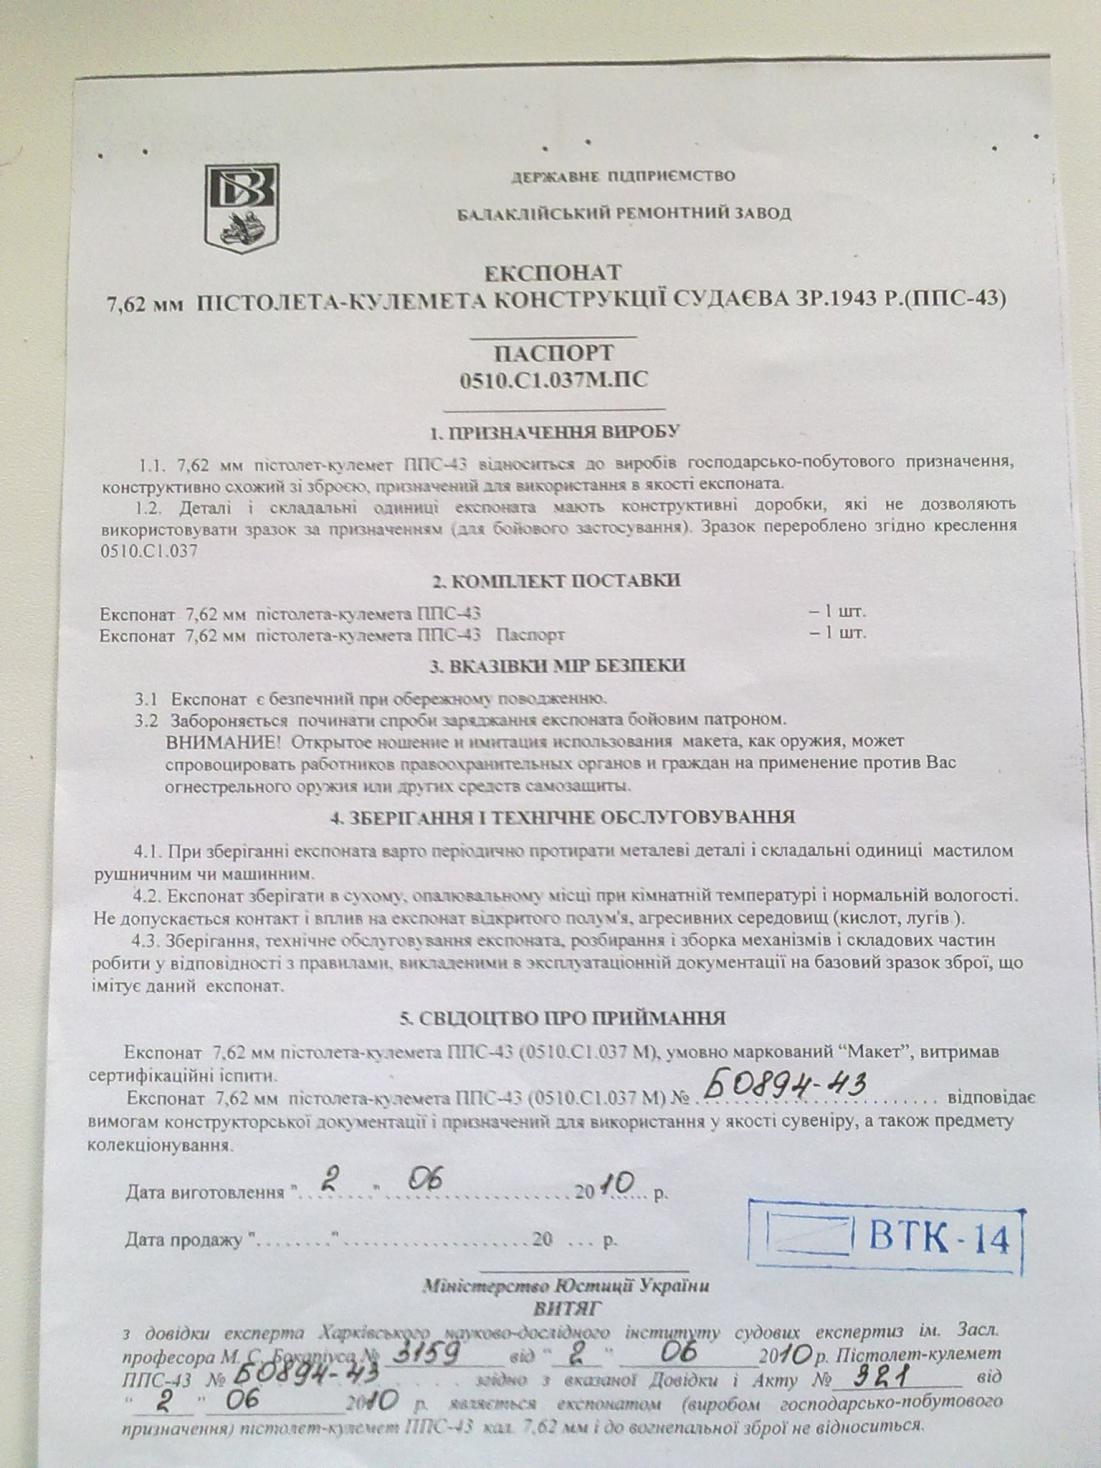 ДЕРЖАВНЕ ПІДПРИЄМСТВО
БАЛАКЛІЙСЬКИЙ РЕМОНТНИЙ ЗАВОД
ЕКСПОНАТ
7,62 мм ПІСТОЛЕТА-КУЛЕМЕТА КОНСТРУКЦІЇ СУДАЄВА ЗР.1943 Р.(ППС-43)
ПАСПОРТ
0510.С1.037М.ПС
1. ПРИЗНАЧЕННЯ ВИРОБУ
1.1. 7,62 мм пістолет-кулемет ППС-43 відноситься до виробів господарсько-побутового призначення,
конструктивно схожий зі зброєю, призначений для використання в якості експоната.
1.2. Деталі і складальні одиниці експоната мають конструктивні доробки, які не дозволяють
використовувати зразок за призначенням (для бойового застосування). Зразок перероблено згідно креслення
0510.С1.037
2. КОМПЛЕКТ ПОСТАВКИ
Експонат 7,62 мм пістолета-кулемета ППС-43 – 1 шт.
Експонат 7,62 мм пістолета-кулемета ППС-43 Паспорт – 1 шт.
3. ВКАЗІВКИ МІР БЕЗПЕКИ
3.1 Експонат є безпечний при обережному поводженню.
3.2 Забороняється починати спроби заряджання експоната бойовим патроном.
ВНИМАНИЕ! Открытое ношение и имитация использования макета, как оружия, может
спровоцировать работников правоохранительных органов и граждан на применение против Вас
огнестрельного оружия или других средств самозащиты.
4. ЗБЕРІГАННЯ І ТЕХНІЧНЕ ОБСЛУГОВУВАННЯ
4.1. При зберіганні експоната варто періодично протирати металеві деталі і складальні одиниці мастилом
рушничним чи машинним.
4.2. Експонат зберігати в сухому, опалювальному місці при кімнатній температурі і нормальній вологості.
Не допускається контакт і вплив на експонат відкритого полум'я, агресивних середовищ (кислот, лугів ).
4.3. Зберігання, технічне обслуговування експоната, розбирання і зборка механізмів і складових частин
робити у відповідності з правилами, викладеними в эксплуатаціонній документації на базовий зразок зброї, що
імітує даний експонат.
5. СВІДОЦТВО ПРО ПРИЙМАННЯ
Експонат 7,62 мм пістолета-кулемета ППС-43 (0510.С1.037 М), умовно маркований “Макет”, витримав
сертифікаційні іспити.
Експонат 7,62 мм пістолета-кулемета ППС-43 (0510.С1.037 М) № Б0894-43 відповідає
вимогам конструкторської документації і призначений для використання у якості сувеніру, а також предмету
колекціонування.
Дата виготовлення "2" 06 2010 р.
Дата продажу "........".................... 20 ... р.
ВТК - 14
Міністерство Юстиції України
ВИТЯГ
з довідки експерта Харківського науково-дослідного інституту судових експертиз ім. Засл.
професора М. С. Бокаріуса № 3159 від "2" 06 2010 р. Пістолет-кулемет
ППС-43 № Б0894-43 згідно з вказаної Довідки і Акту № 321 від
"2" 06 2010 р. являється експонатом (виробом господарсько-побутового
призначення) пістолет-кулемет ППС-43 кал. 7,62 мм і до вогнепальної зброї не відноситься.